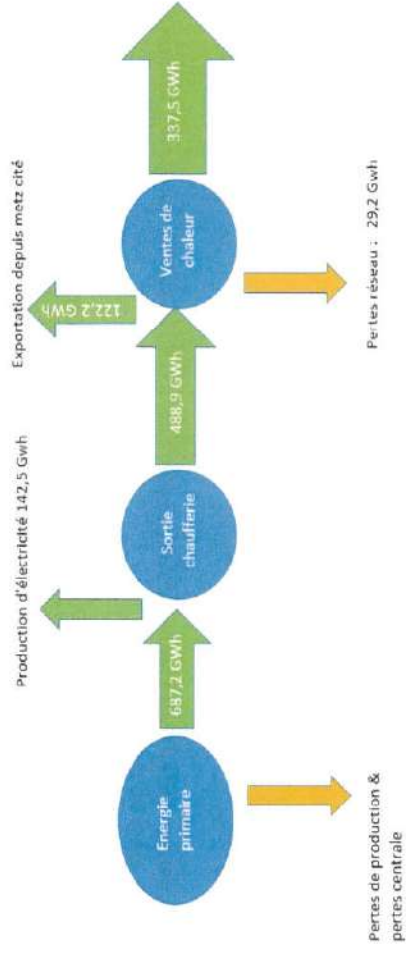 Exportation depuis metz cité
Production d'électricité 142,5 Gwh
122,2 GWh
Energie
primaire
687,2 GWh
Sortie
chaufferie
488,9 GWh
Ventes de
chaleur
337,5 GWh
Pertes de production &
pertes centrale
Pertes réseau : 29,2 Gwh